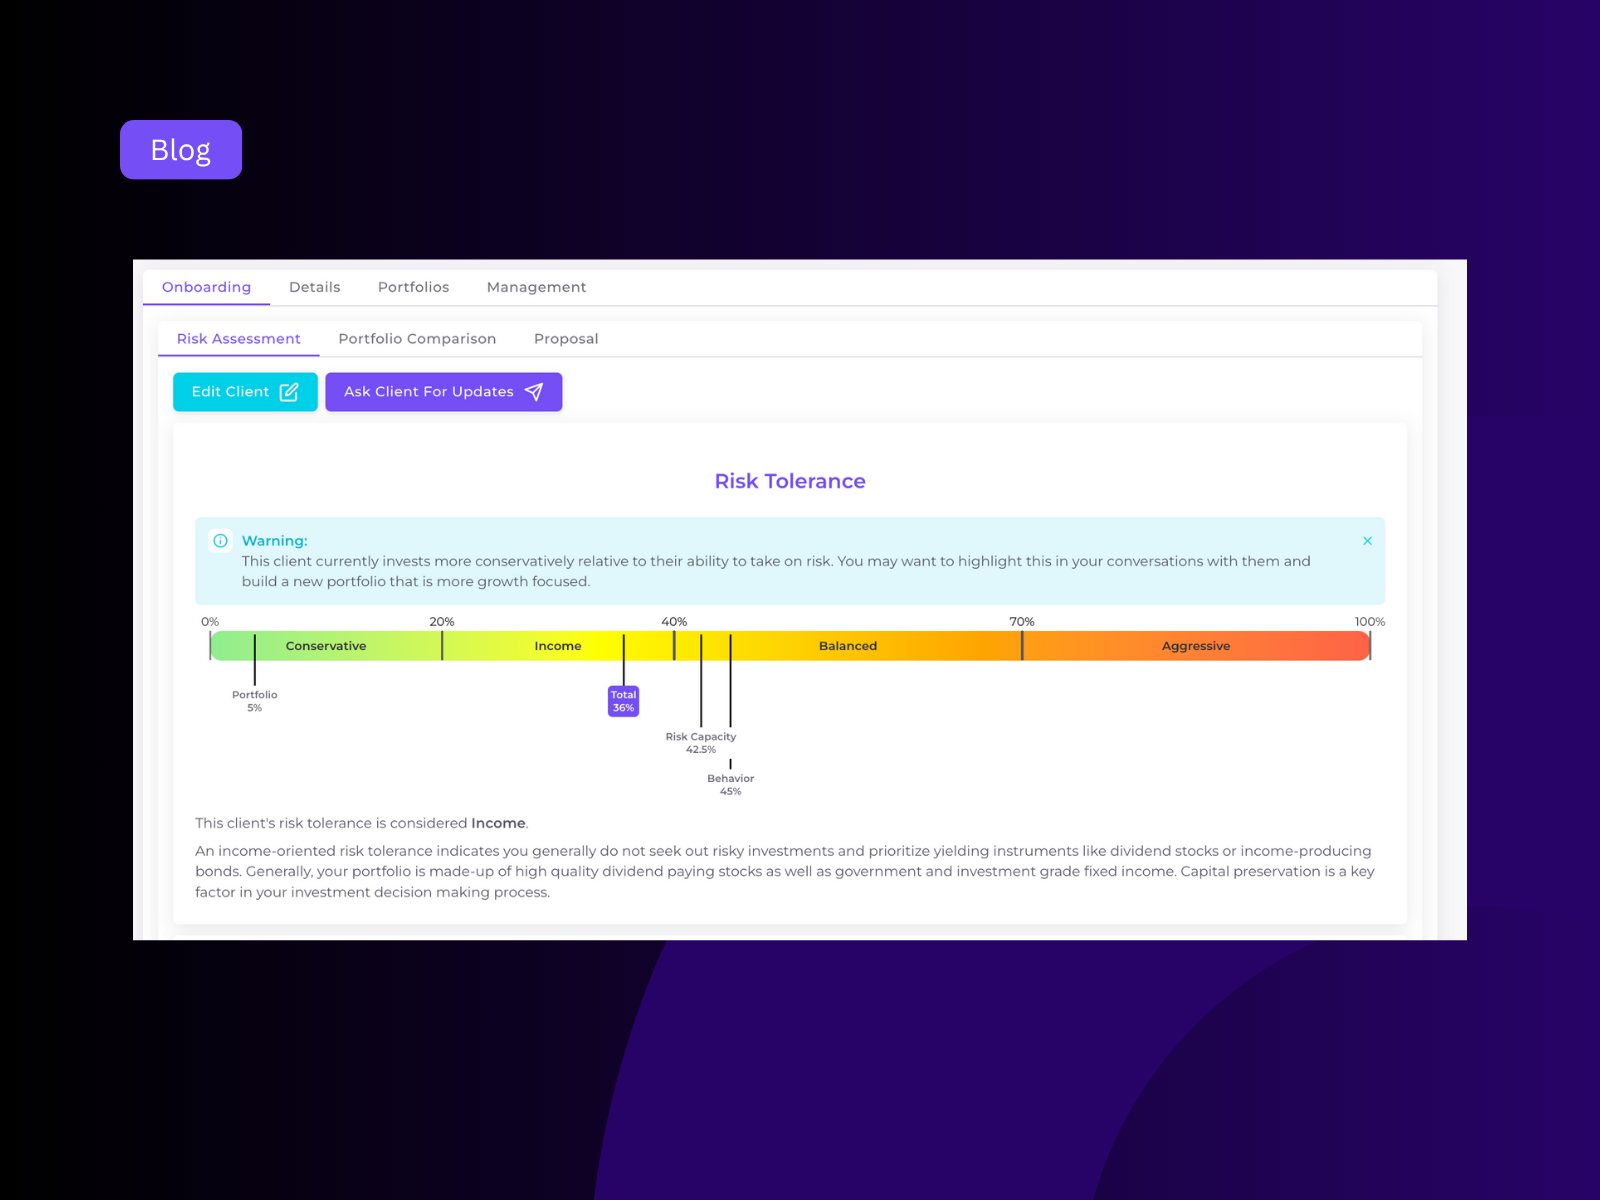 Blog
Onboarding Details Portfolios Management
Risk Assessment Portfolio Comparison Proposal
Edit Client Ask Client For Updates
Risk Tolerance
Warning:
This client currently invests more conservatively relative to their ability to take on risk. You may want to highlight this in your conversations with them and
build a new portfolio that is more growth focused.
0% 20% 40% 70% 100%
Conservative Income Balanced Aggressive
Portfolio
5%
Total
36%
Risk Capacity
42.5%
Behavior
45%
This client's risk tolerance is considered Income.
An income-oriented risk tolerance indicates you generally do not seek out risky investments and prioritize yielding instruments like dividend stocks or income-producing
bonds. Generally, your portfolio is made-up of high quality dividend paying stocks as well as government and investment grade fixed income. Capital preservation is a key
factor in your investment decision making process.